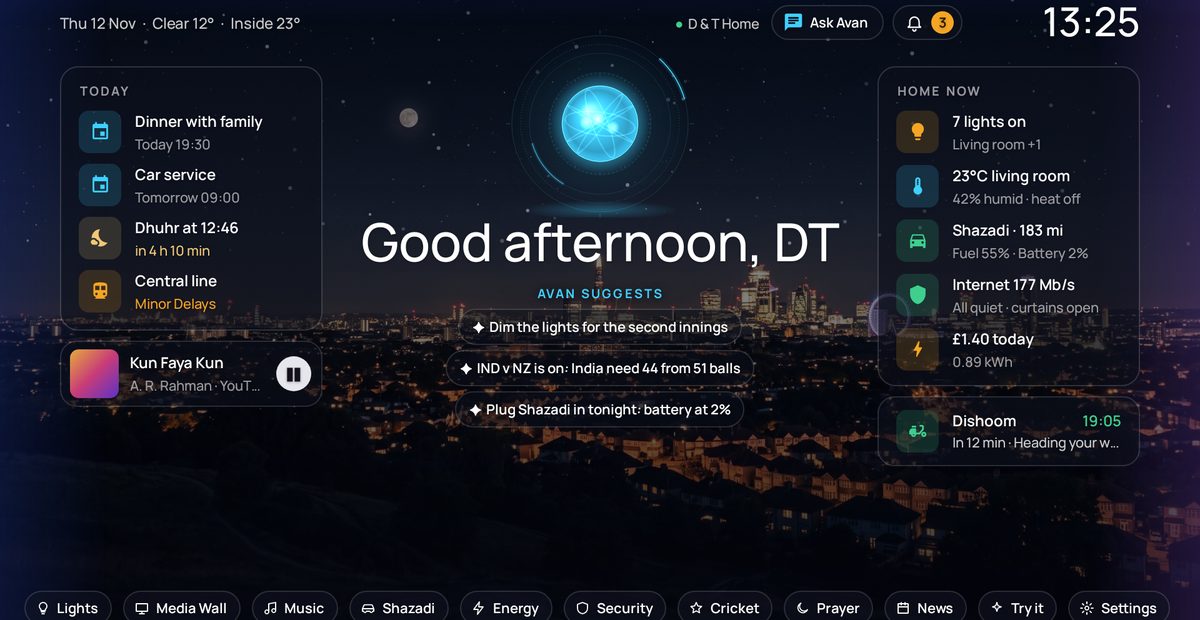 Thu 12 Nov · Clear 12° · Inside 23°
D & T Home
Ask Avan
3
13:25
TODAY
Dinner with family
Today 19:30
Car service
Tomorrow 09:00
Dhuhr at 12:46
in 4 h 10 min
Central line
Minor Delays
Kun Faya Kun
A. R. Rahman · YouT...
Good afternoon, DT
AVAN SUGGESTS
Dim the lights for the second innings
IND v NZ is on: India need 44 from 51 balls
Plug Shazadi in tonight: battery at 2%
HOME NOW
7 lights on
Living room +1
23°C living room
42% humid · heat off
Shazadi · 183 mi
Fuel 55% · Battery 2%
Internet 177 Mb/s
All quiet · curtains open
£1.40 today
0.89 kWh
Dishoom
19:05
In 12 min · Heading your w...
Lights
Media Wall
Music
Shazadi
Energy
Security
Cricket
Prayer
News
Try it
Settings